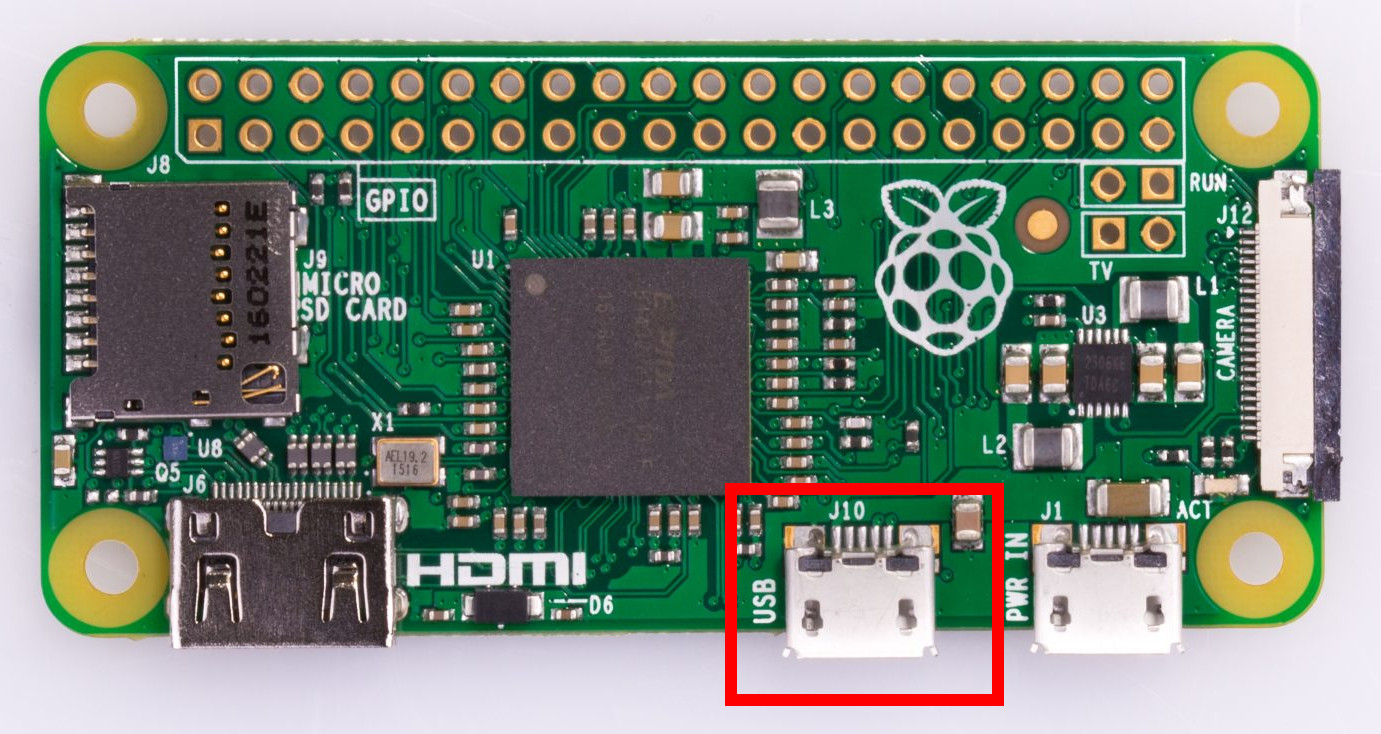 J8
GPIO
RUN
J12
L3
TV
160221E
J9
MICRO
SD CARD
U1
L1
U3
CAMERA
X1
AEL19.2
1516
L2
U8
Q5
J6
HDMI
D6
J10
USB
J1
PWR IN
ACT